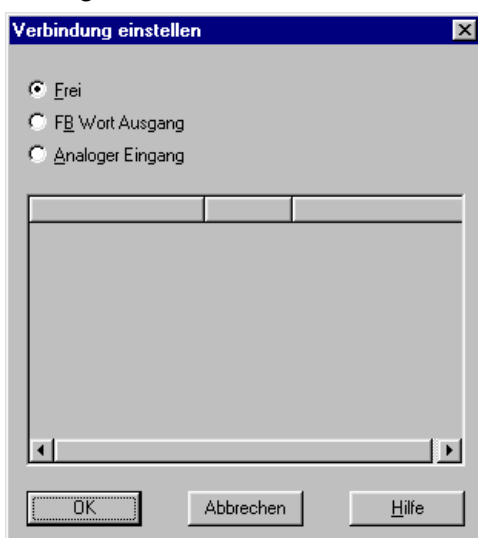 Verbindung einstellen
Frei
FB Wort Ausgang
Analoger Eingang
OK Abbrechen Hilfe